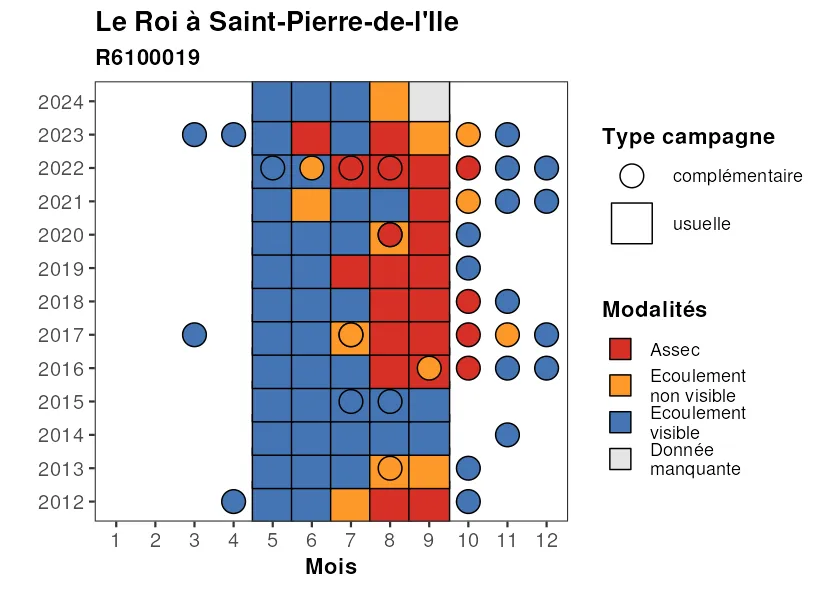 Le Roi à Saint-Pierre-de-l'Ile
R6100019
2024
2023
2022
2021
2020
2019
2018
2017
2016
2015
2014
2013
2012
1 2 3 4 5 6 7 8 9 10 11 12
Mois
Type campagne
complémentaire
usuelle
Modalités
Assec
Ecoulement
non visible
Ecoulement
visible
Donnée
manquante